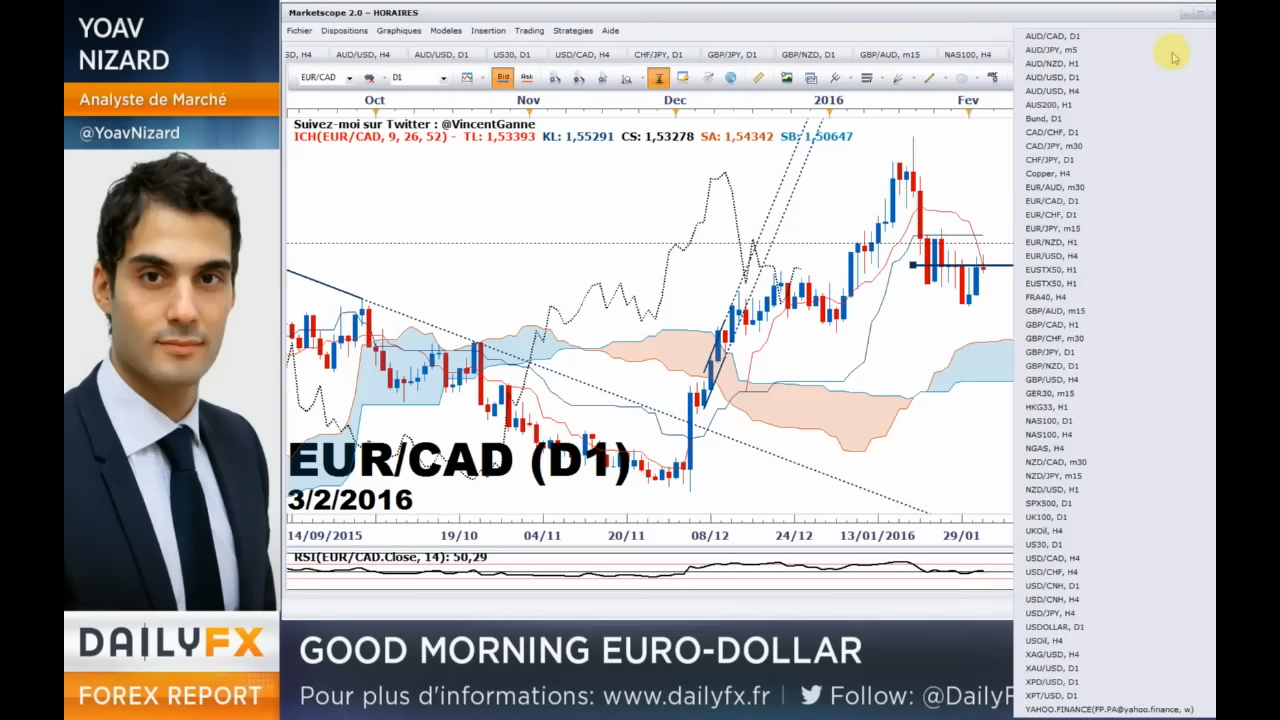 YOAV
NIZARD
Analyste de Marché
@YoavNizard
DAILYFX
FOREX REPORT
Marketscope 2.0 – HORAIRES
Fichier Dispositions Graphiques Modeles Insertion Trading Strategies Aide
SD, H4 AUD/USD, H4 AUD/USD, D1 US30, D1 USD/CAD, H4 CHF/JPY, D1 GBP/JPY, D1 GBP/NZD, D1 GBP/AUD, m15 NAS100, H4
EUR/CAD D1 Bid Ask
Oct Nov Dec 2016 Fev
Suivez-moi sur Twitter : @VincentGanne
ICH(EUR/CAD, 9, 26, 52) - TL: 1,53393 KL: 1,55291 CS: 1,53278 SA: 1,54342 SB: 1,50647
EUR/CAD (D1)
3/2/2016
14/09/2015 19/10 04/11 20/11 08/12 24/12 13/01/2016 29/01
RSI(EUR/CAD.Close, 14): 50,29
GOOD MORNING EURO-DOLLAR
Pour plus d'informations: www.dailyfx.fr | Follow: @DailyF
AUD/CAD, D1
AUD/JPY, m5
AUD/NZD, H1
AUD/USD, D1
AUD/USD, H4
AUS200, H1
Bund, D1
CAD/CHF, D1
CAD/JPY, m30
CHF/JPY, D1
Copper, H4
EUR/AUD, m30
EUR/CAD, D1
EUR/CHF, D1
EUR/JPY, m15
EUR/NZD, H1
EUR/USD, H4
EUSTX50, H1
EUSTX50, H1
FRA40, H4
GBP/AUD, m15
GBP/CAD, H1
GBP/CHF, m30
GBP/JPY, D1
GBP/NZD, D1
GBP/USD, H4
GER30, m15
HKG33, H1
NAS100, D1
NAS100, H4
NGAS, H4
NZD/CAD, m30
NZD/JPY, m15
NZD/USD, H1
SPX500, D1
UK100, D1
UKOil, H4
US30, D1
USD/CAD, H4
USD/CHF, H4
USD/CNH, D1
USD/CNH, H4
USD/JPY, H4
USDOLLAR, D1
USOil, H4
XAG/USD, H4
XAU/USD, D1
XPD/USD, D1
XPT/USD, D1
YAHOO.FINANCE(FP.PA@yahoo.finance, w)